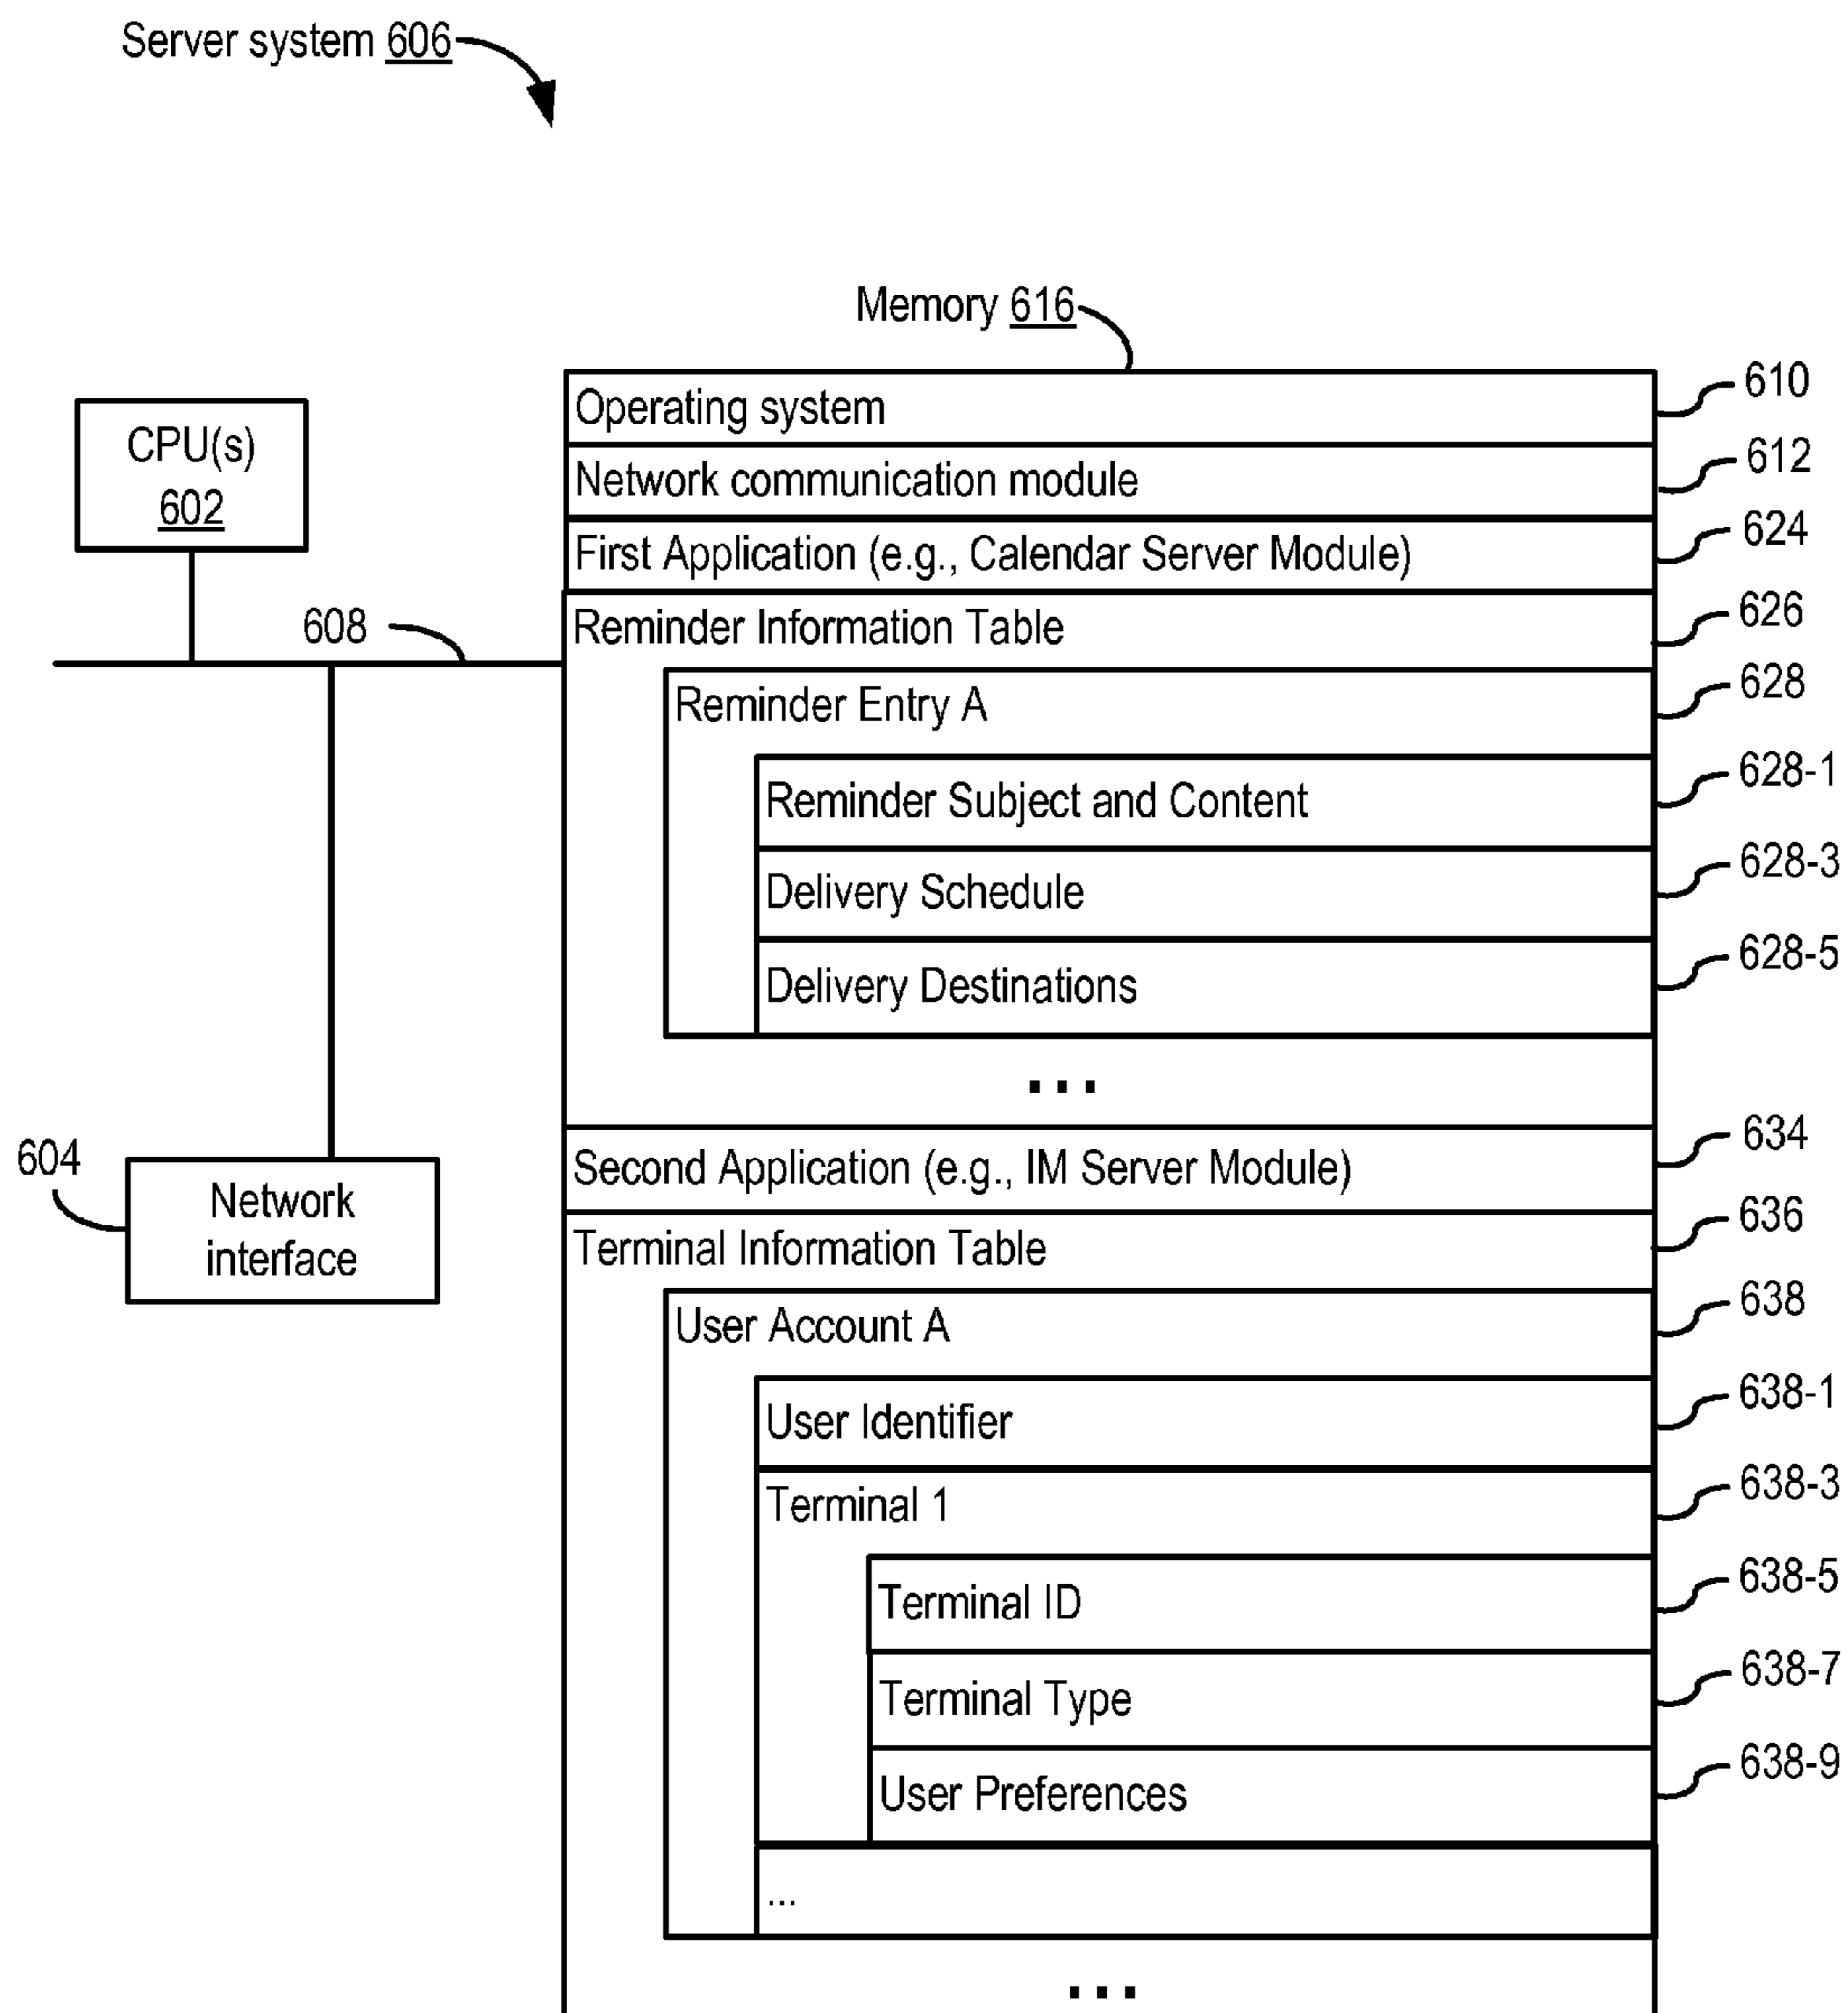 Server system 606
Memory 616
Operating system 610
CPU(s)
602
Network communication module 612
First Application (e.g., Calendar Server Module) 624
608
Reminder Information Table 626
Reminder Entry A 628
Reminder Subject and Content 628-1
Delivery Schedule 628-3
Delivery Destinations 628-5
...
Second Application (e.g., IM Server Module) 634
604
Network
interface
Terminal Information Table 636
User Account A 638
User Identifier 638-1
Terminal 1 638-3
Terminal ID 638-5
Terminal Type 638-7
User Preferences 638-9
...
...